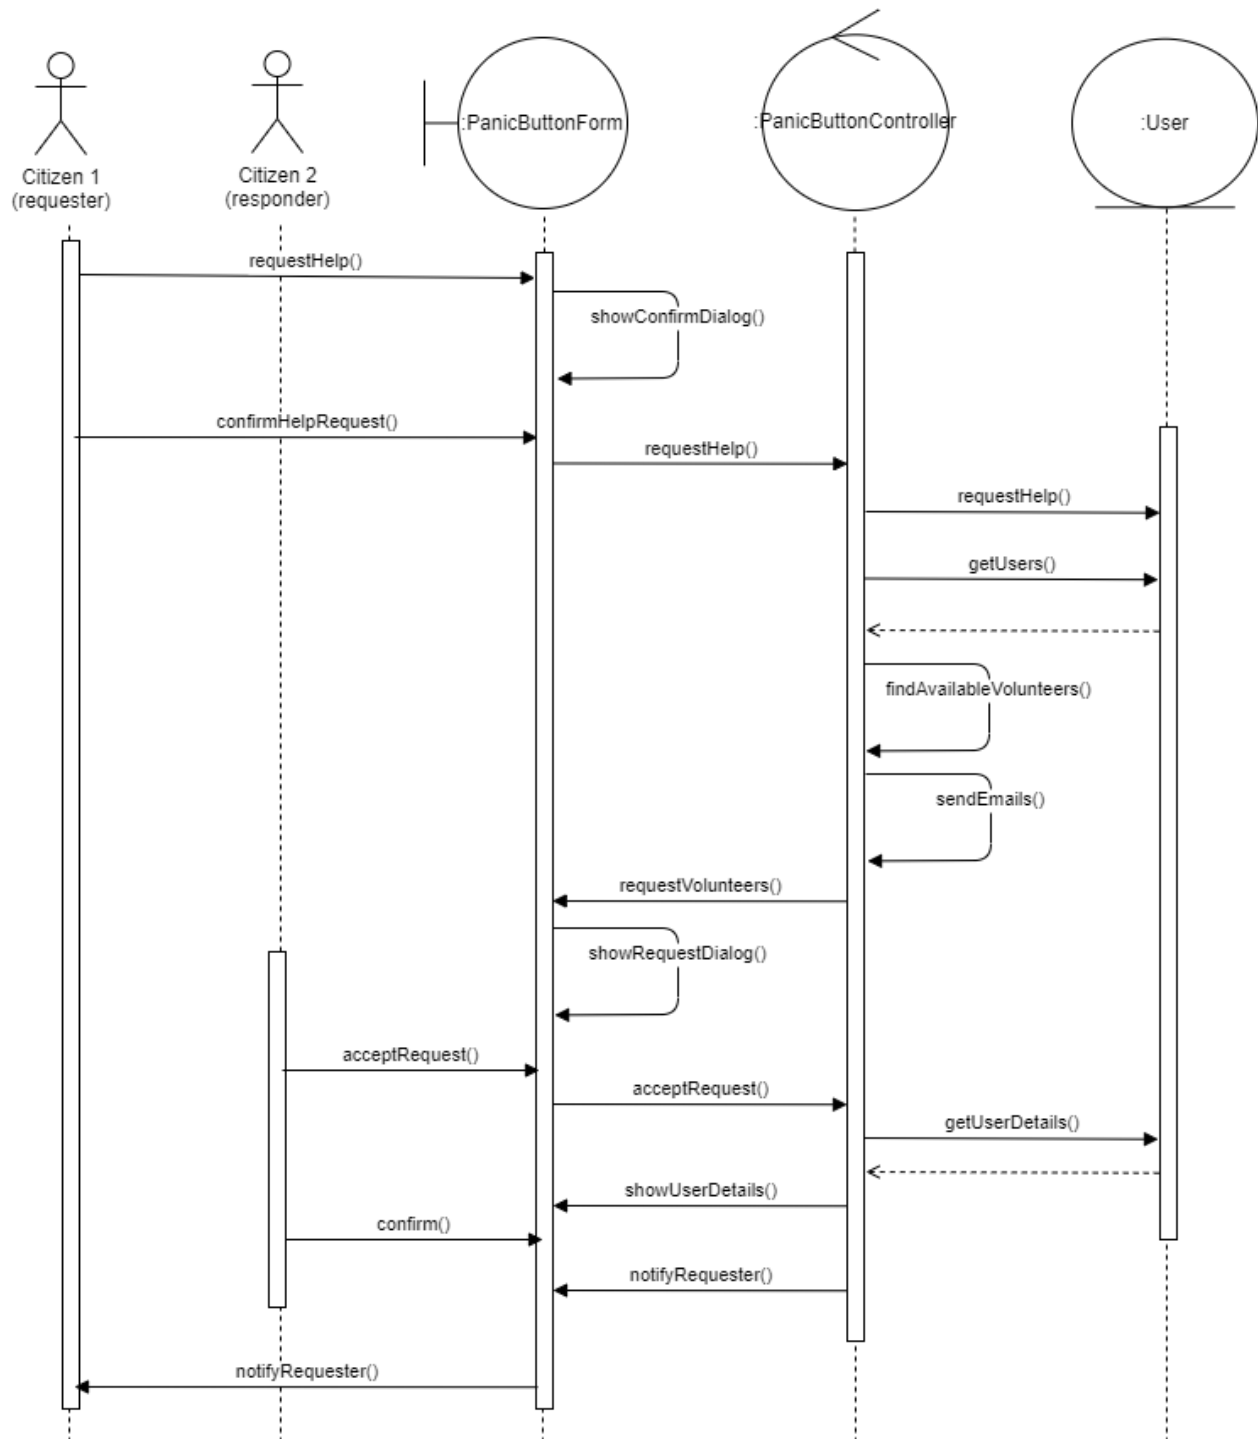 Citizen 1
(requester)
Citizen 2
(responder)
:PanicButtonForm
:PanicButtonController
:User
requestHelp()
showConfirmDialog()
confirmHelpRequest()
requestHelp()
requestHelp()
getUsers()
findAvailableVolunteers()
sendEmails()
requestVolunteers()
showRequestDialog()
acceptRequest()
acceptRequest()
getUserDetails()
showUserDetails()
confirm()
notifyRequester()
notifyRequester()